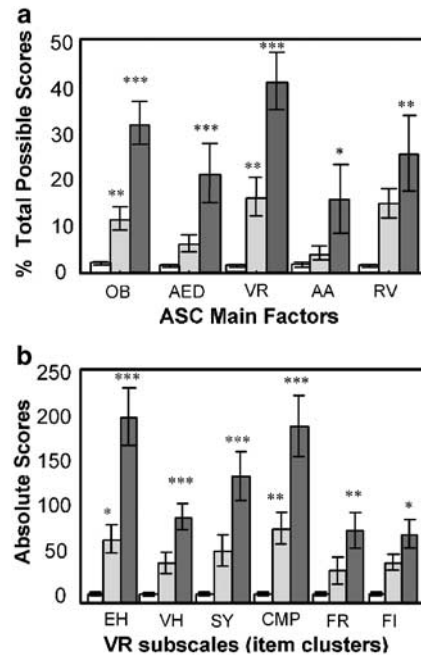 a
% Total Possible Scores
50
40
30
20
10
0
** *** *** ** *** * **
OB AED VR AA RV
ASC Main Factors
b
Absolute Scores
250
200
150
100
50
0
* *** *** *** ** *** ** *
EH VH SY CMP FR FI
VR subscales (item clusters)